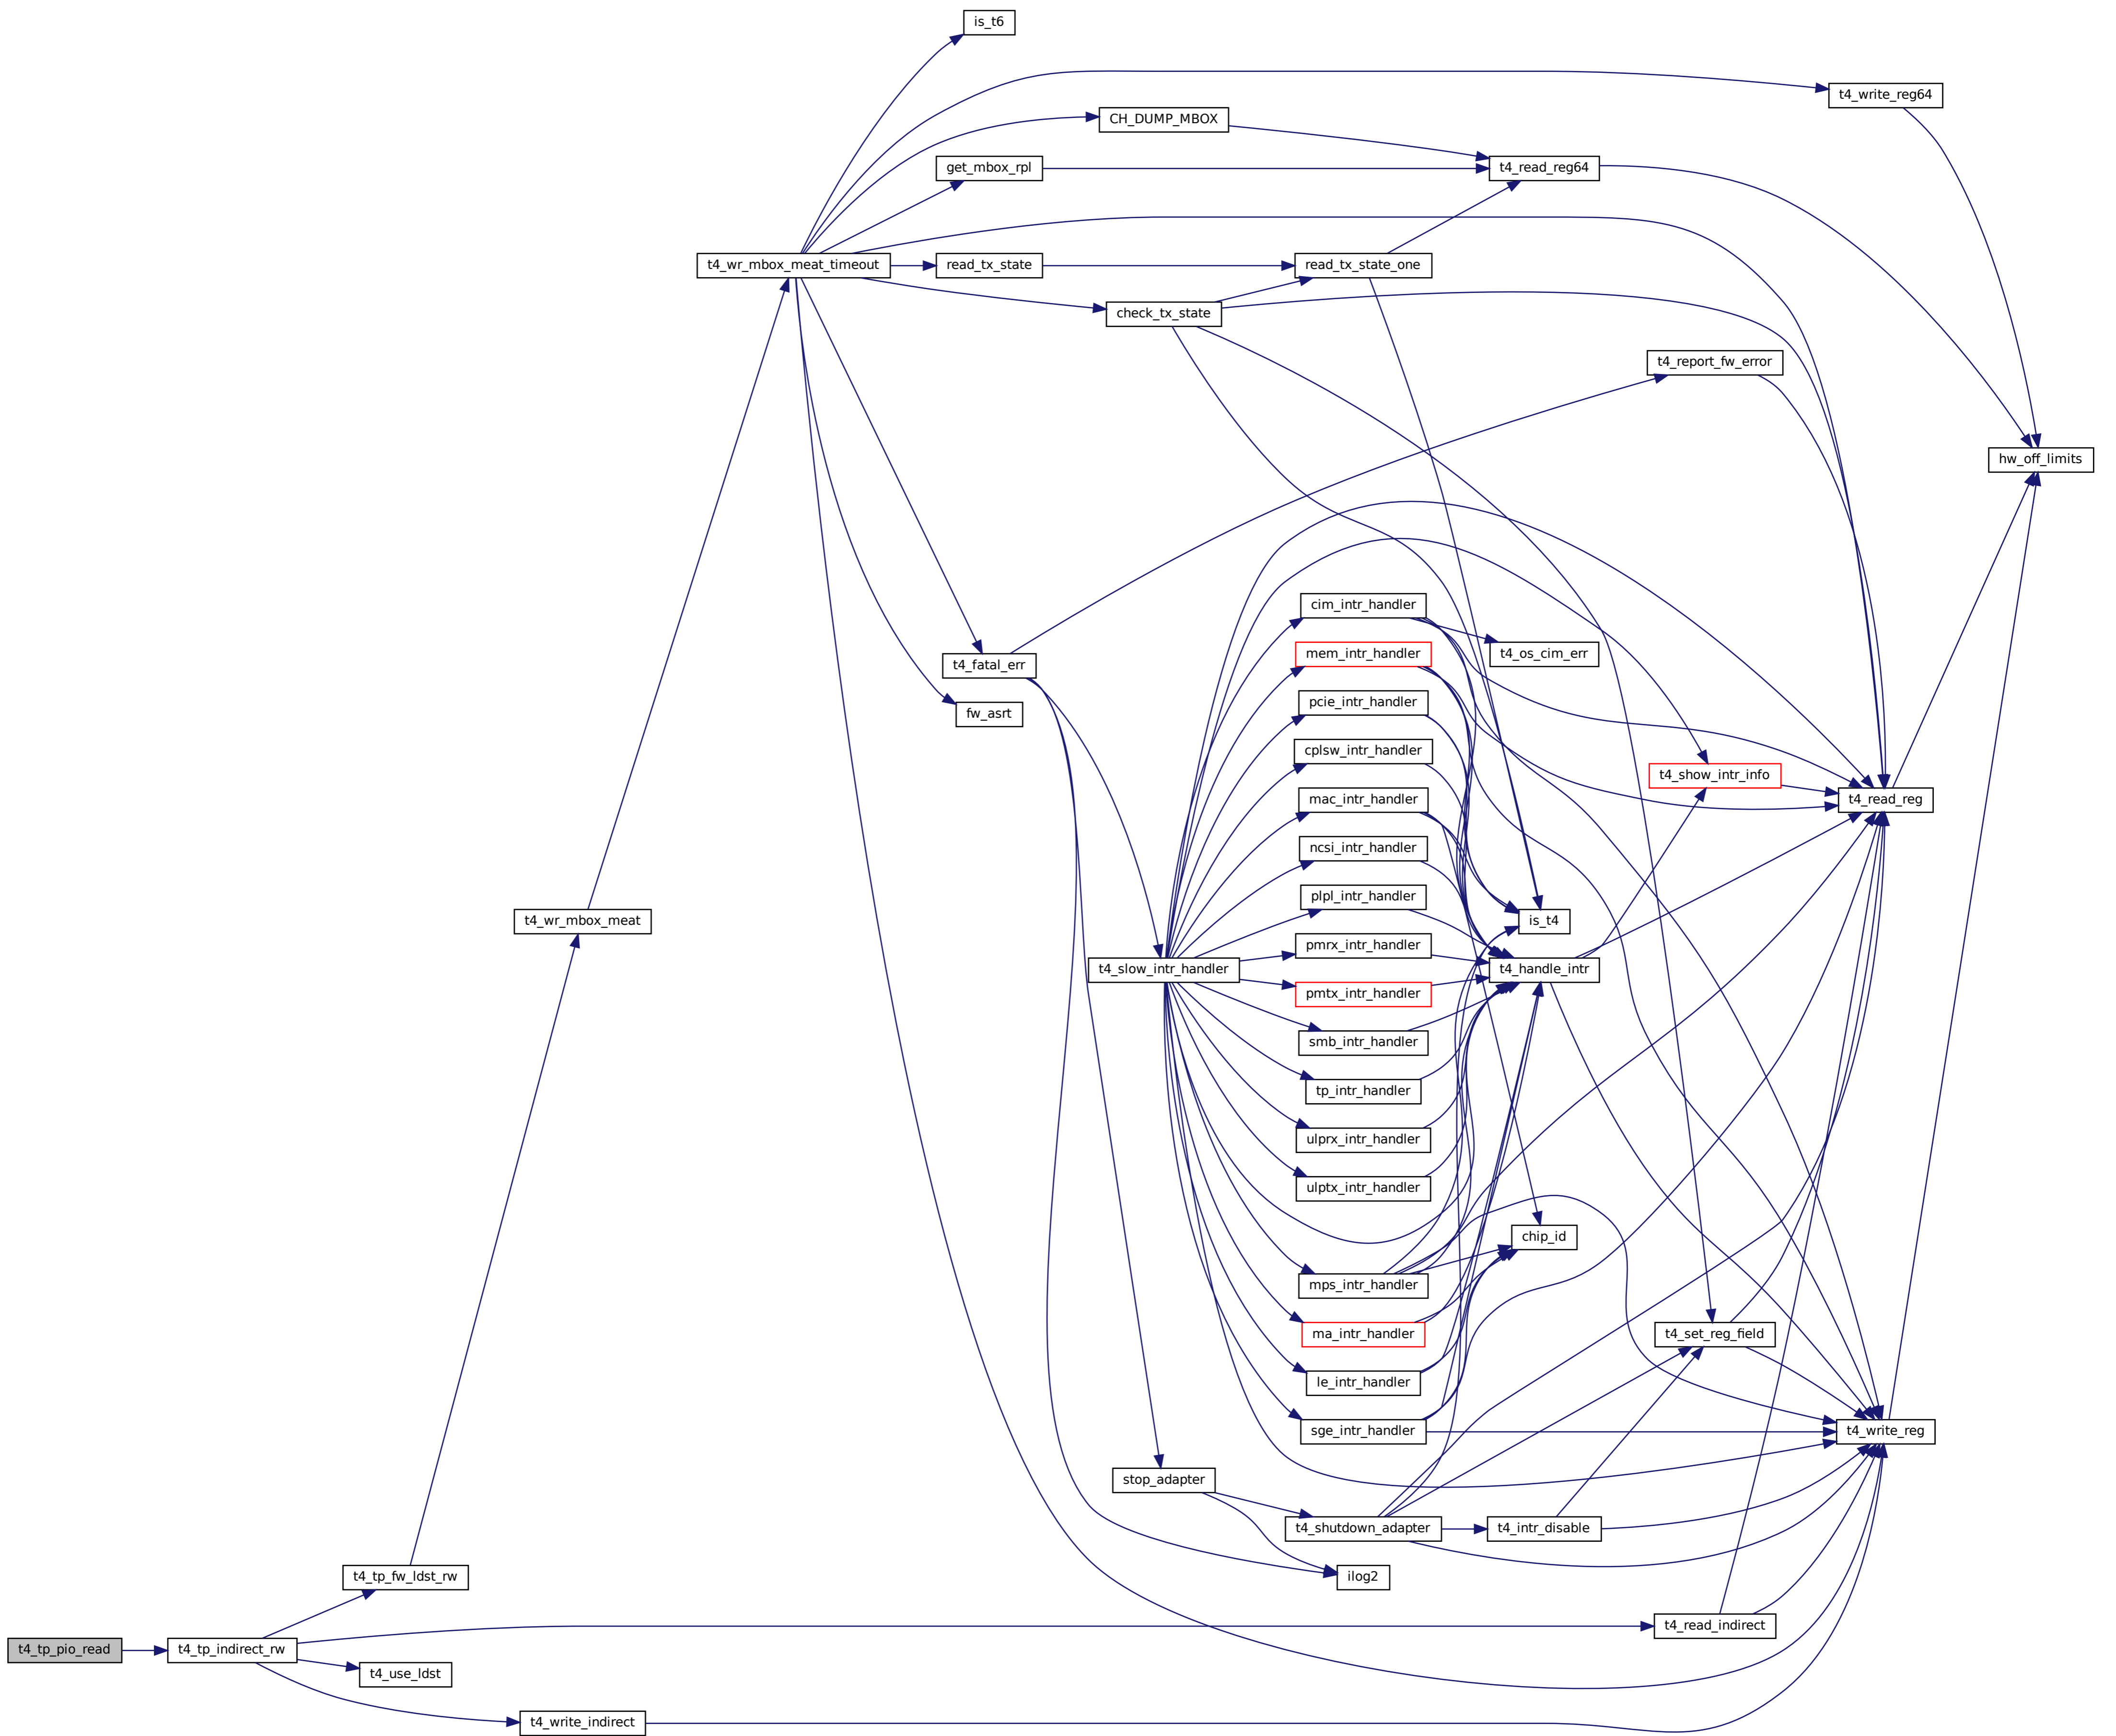 is_t6
t4_write_reg64
CH_DUMP_MBOX
get_mbox_rpl
t4_read_reg64
t4_wr_mbox_meat_timeout
read_tx_state
read_tx_state_one
check_tx_state
t4_report_fw_error
hw_off_limits
cim_intr_handler
t4_os_cim_err
mem_intr_handler
t4_fatal_err
pcie_intr_handler
fw_asrt
cplsw_intr_handler
t4_show_intr_info
mac_intr_handler
t4_read_reg
ncsi_intr_handler
plpl_intr_handler
t4_wr_mbox_meat
is_t4
pmrx_intr_handler
t4_slow_intr_handler
t4_handle_intr
pmtx_intr_handler
smb_intr_handler
tp_intr_handler
ulprx_intr_handler
ulptx_intr_handler
chip_id
mps_intr_handler
ma_intr_handler
t4_set_reg_field
le_intr_handler
sge_intr_handler
t4_write_reg
stop_adapter
t4_shutdown_adapter
t4_intr_disable
t4_tp_fw_ldst_rw
ilog2
t4_read_indirect
t4_tp_pio_read
t4_tp_indirect_rw
t4_use_ldst
t4_write_indirect